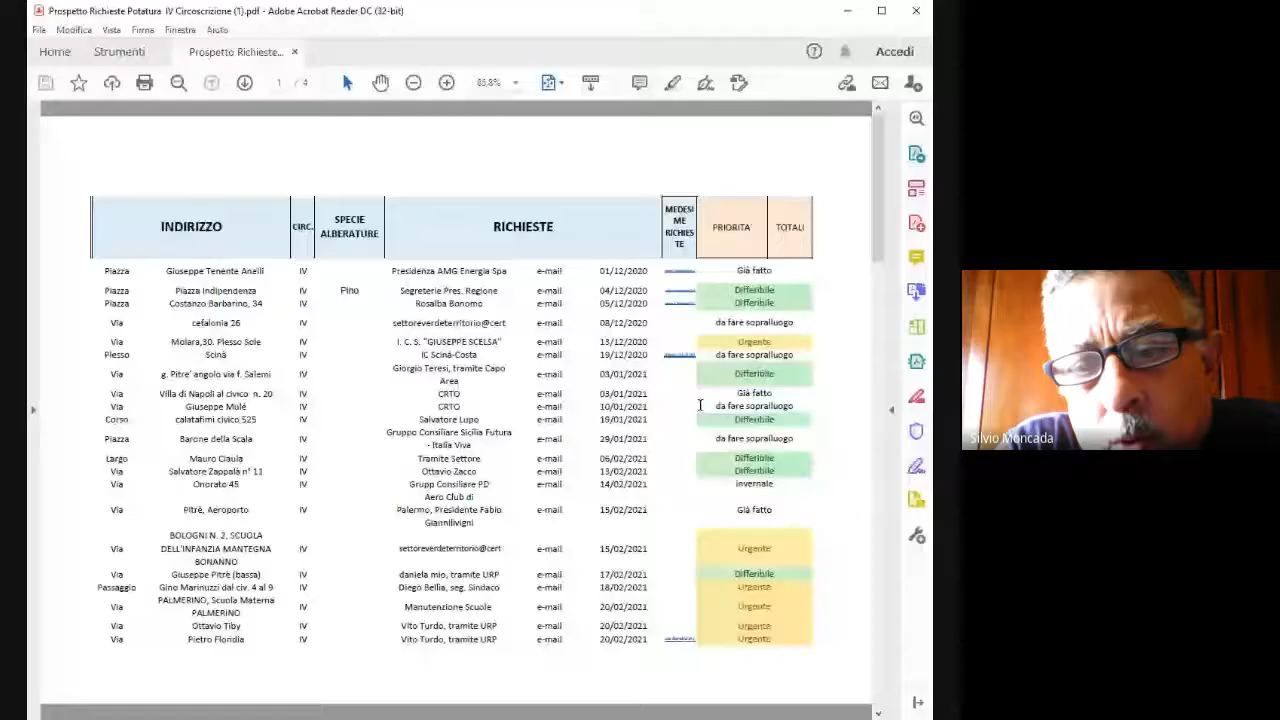 Prospetto Richieste Potatura IV Circoscrizione (1).pdf - Adobe Acrobat Reader DC (32-bit)
File Modifica Vista Firma Finestra Aiuto
Home Strumenti Prospetto Richieste... × Accedi
1 / 4 85,8%
INDIRIZZO CIRC. SPECIE ALBERATURE RICHIESTE MEDESI ME RICHIES TE PRIORITA' TOTALI
Piazza Giuseppe Tenente Anelli IV Presidenza AMG Energia Spa e-mail 01/12/2020 Già fatto
Piazza Piazza Indipendenza IV Pino Segreterie Pres. Regione e-mail 04/12/2020 Differibile
Piazza Costanzo Barbarino, 34 IV Rosalba Bonomo e-mail 05/12/2020 Differibile
Via cefalonia 26 IV settoreverdeterritorio@cert e-mail 08/12/2020 da fare sopralluogo
Via Molara,30. Plesso Sole IV I. C. S. "GIUSEPPE SCELSA" e-mail 13/12/2020 Urgente
Plesso Scinà IV IC Scinà-Costa e-mail 19/12/2020 da fare sopralluogo
Via g. Pitre' angolo via f. Salemi IV Giorgio Teresi, tramite Capo Area e-mail 03/01/2021 Differibile
Via Villa di Napoli al civico n. 20 IV CRTO e-mail 03/01/2021 Già fatto
Via Giuseppe Mulé IV CRTO e-mail 10/01/2021 da fare sopralluogo
Corso calatafimi civico 525 IV Salvatore Lupo e-mail 19/01/2021 Differibile
Piazza Barone della Scala IV Gruppo Consiliare Sicilia Futura - Italia Viva e-mail 29/01/2021 da fare sopralluogo
Largo Mauro Ciaula IV Tramite Settore e-mail 06/02/2021 Differibile
Via Salvatore Zappalà n° 11 IV Ottavio Zacco e-mail 13/02/2021 Differibile
Via Onorato 45 IV Grupp Consiliare PD e-mail 14/02/2021 invernale
Via Pitrè, Aeroporto IV Aero Club di Palermo, Presidente Fabio Giannilivigni e-mail 15/02/2021 Già fatto
Via BOLOGNI N. 2, SCUOLA DELL'INFANZIA MANTEGNA BONANNO IV settoreverdeterritorio@cert e-mail 15/02/2021 Urgente
Via Giuseppe Pitrè (bassa) IV daniela mio, tramite URP e-mail 17/02/2021 Differibile
Passaggio Gino Marinuzzi dal civ. 4 al 9 IV Diego Bellia, seg. Sindaco e-mail 18/02/2021 Urgente
Via PALMERINO, Scuola Materna PALMERINO IV Manutenzione Scuole e-mail 20/02/2021 Urgente
Via Ottavio Tiby IV Vito Turdo, tramite URP e-mail 20/02/2021 Urgente
Via Pietro Floridia IV Vito Turdo, tramite URP e-mail 20/02/2021 Urgente
Silvio Moncada